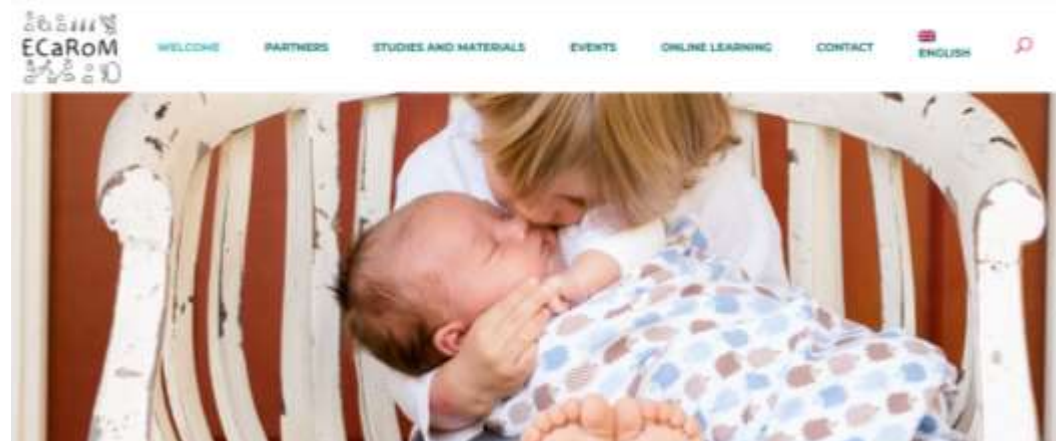 ECaRoM
WELCOME
PARTNERS
STUDIES AND MATERIALS
EVENTS
ONLINE LEARNING
CONTACT
ENGLISH